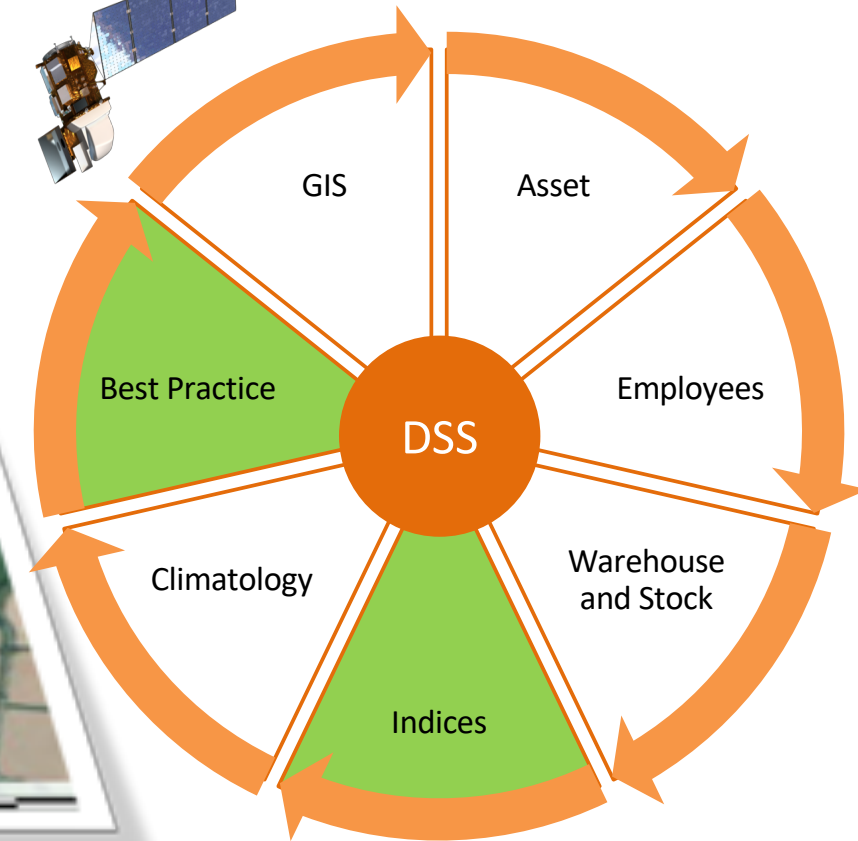 GIS
Asset
Best Practice
Employees
DSS
Climatology
Warehouse
and Stock
Indices